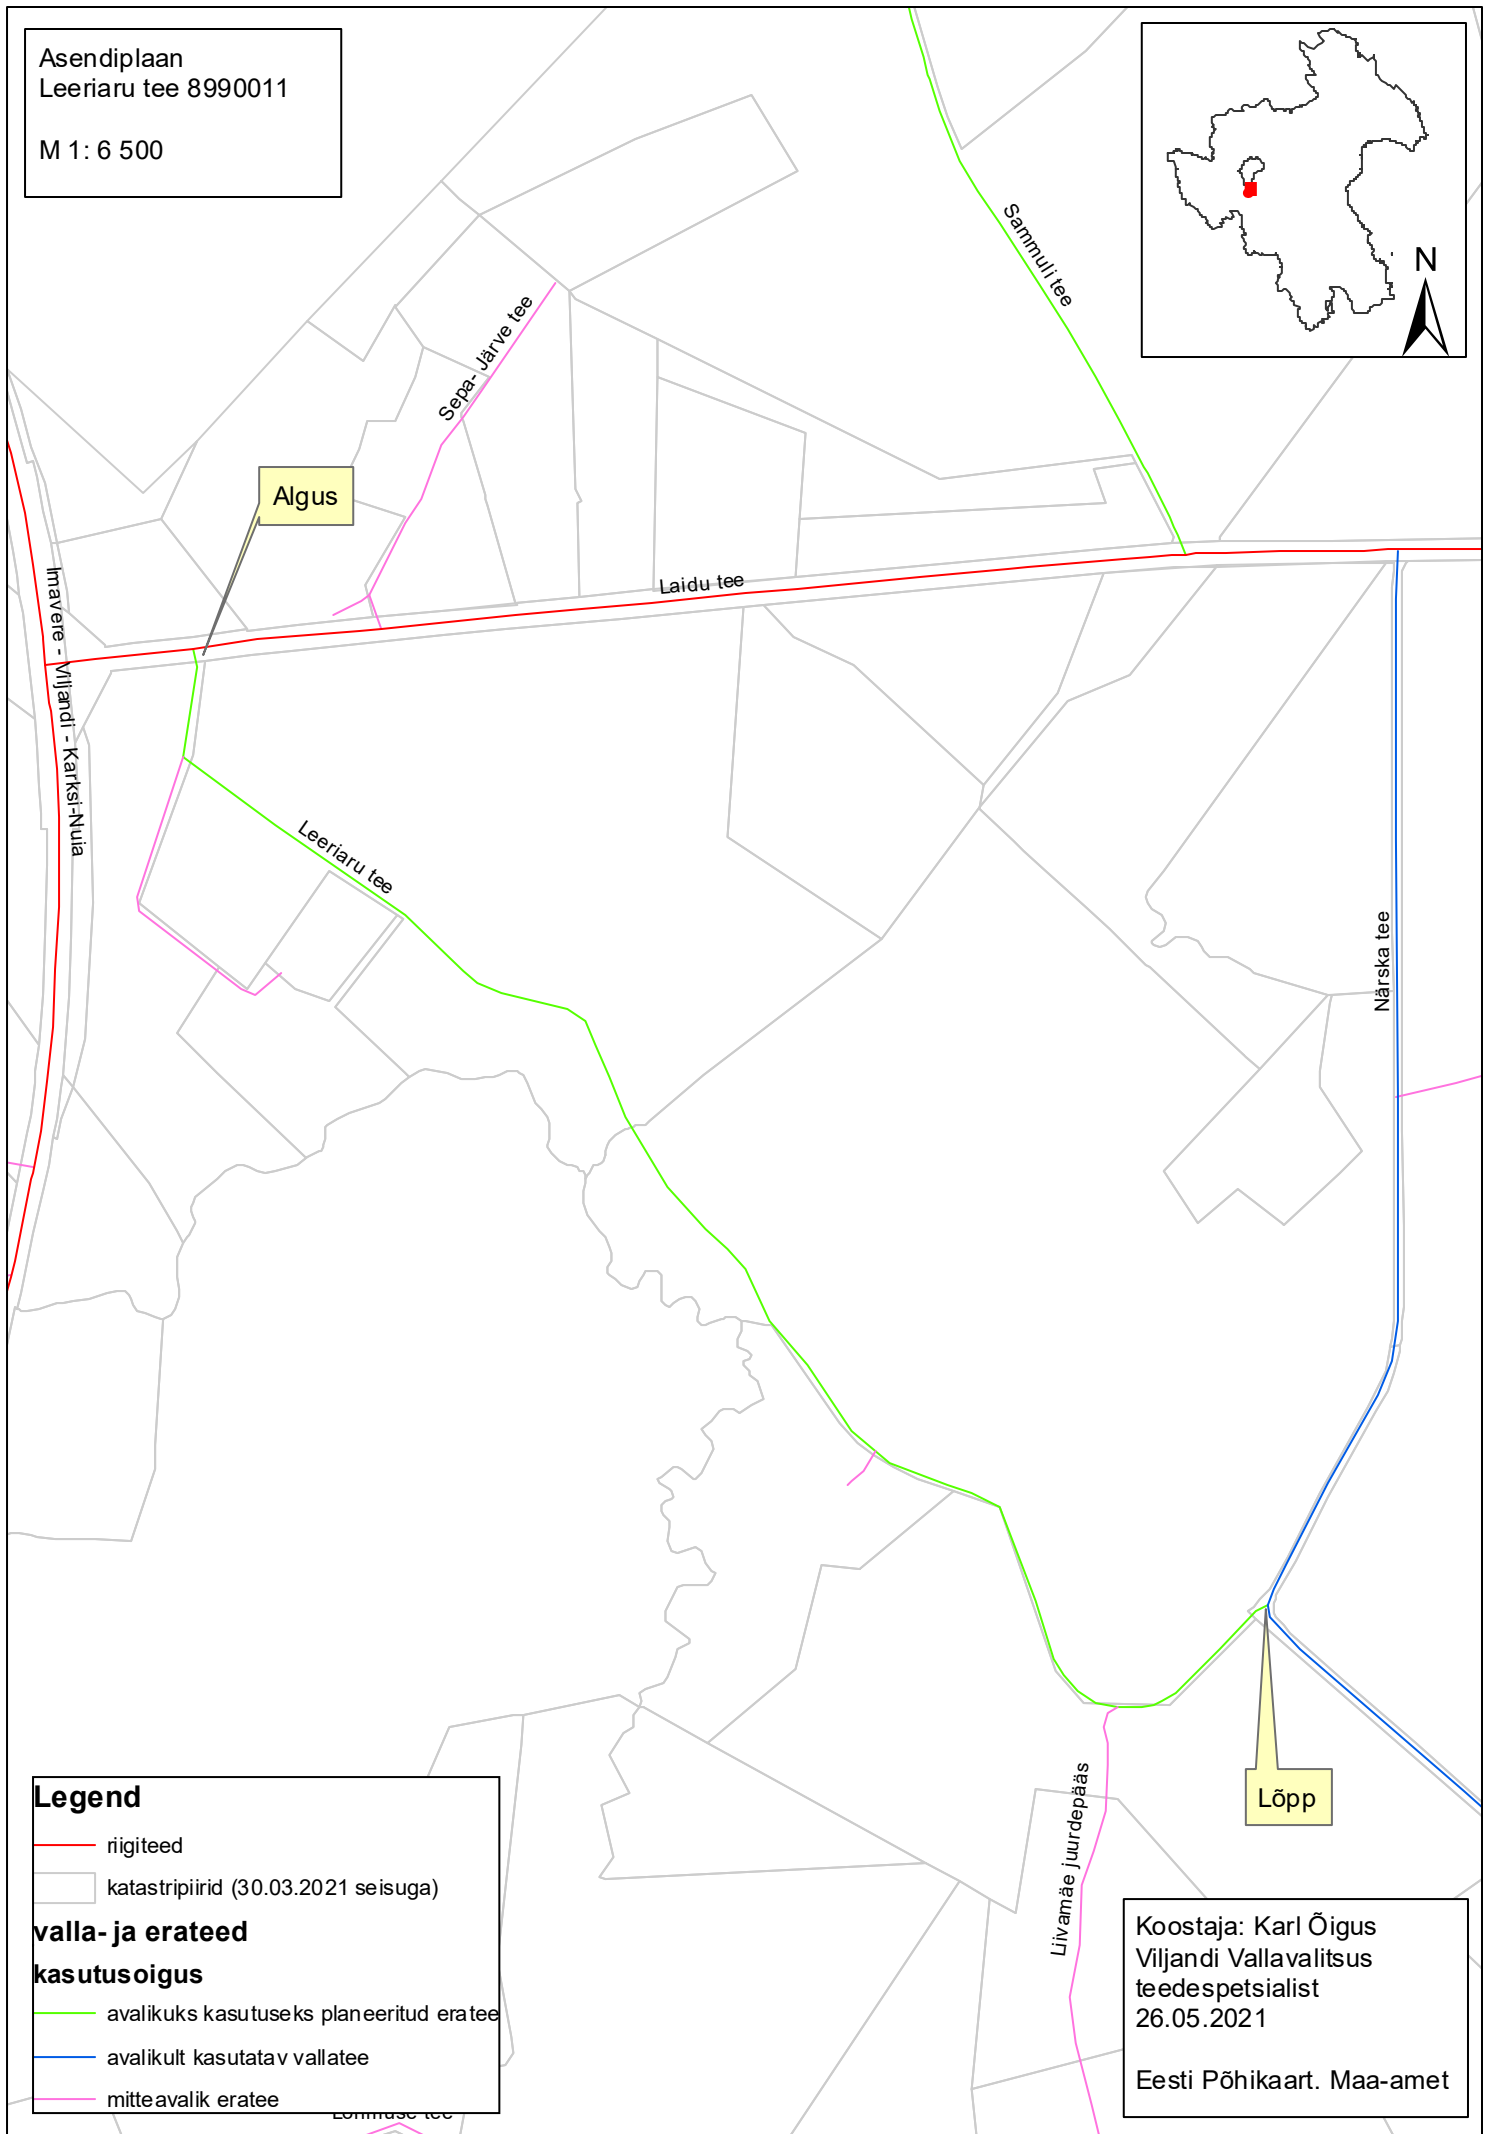 Asendiplaan
Leeriaru tee 8990011
M 1: 6 500
N
Sammuli tee
Sepa- Järve tee
Algus
Laidu tee
Imavere - Viljandi - Karksi-Nuia
Leeriaru tee
Närska tee
Lõpp
Liivamäe juurdepääs
Legend
riigiteed
katastripiirid (30.03.2021 seisuga)
valla- ja erateed
kasutusoigus
avalikuks kasutuseks planeeritud eratee
avalikult kasutatav vallatee
mitteavalik eratee
Koostaja: Karl Õigus
Viljandi Vallavalitsus
teedespetsialist
26.05.2021
Eesti Põhikaart. Maa-amet